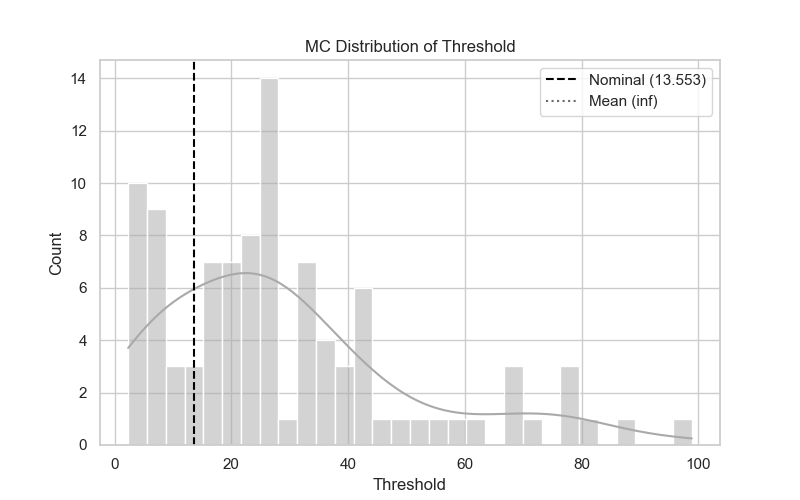 MC Distribution of Threshold
Nominal (13.553)
Mean (inf)
14
12
10
8
6
4
2
0
Count
0 20 40 60 80 100
Threshold